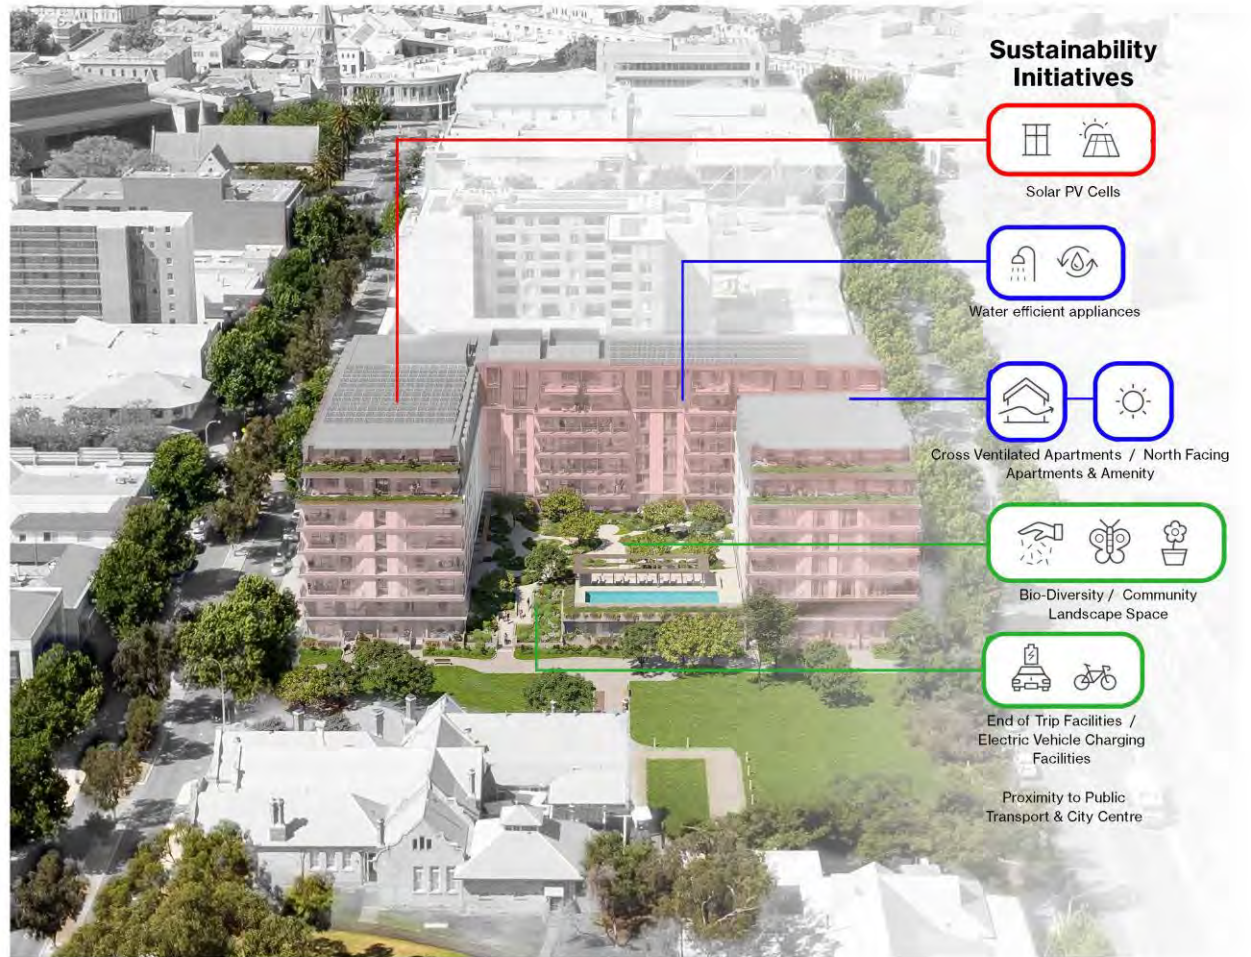 Sustainability
Initiatives
Solar PV Cells
Water efficient appliances
Cross Ventilated Apartments / North Facing
Apartments & Amenity
Bio-Diversity / Community
Landscape Space
End of Trip Facilities /
Electric Vehicle Charging
Facilities
Proximity to Public
Transport & City Centre